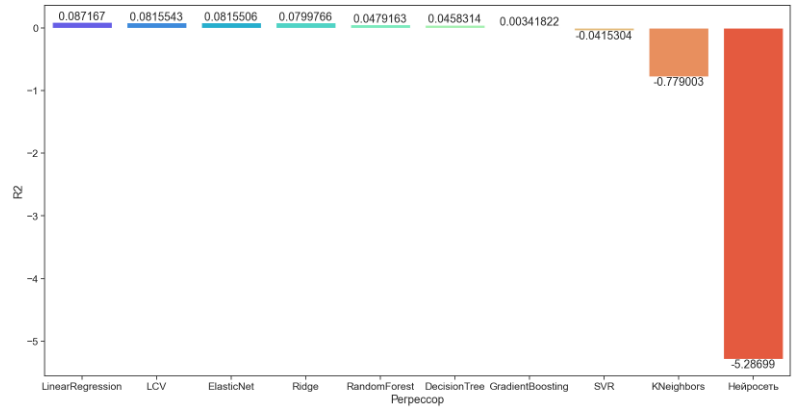 0.087167 0.0815543 0.0815506 0.0799766 0.0479163 0.0458314 0.00341822
0
-0.0415304
-0.779003
−1
−2
R2
−3
−4
−5
-5.28699
LinearRegression LCV ElasticNet Ridge RandomForest DecisionTree GradientBoosting SVR KNeighbors Нейросеть
Регрессор